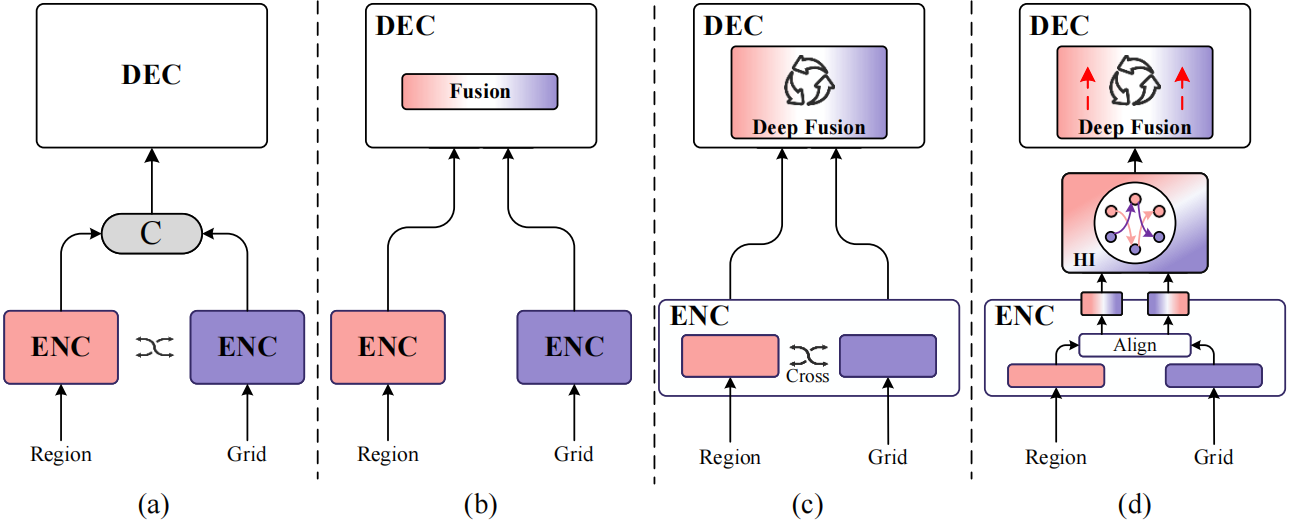 DEC
C
ENC
ENC
Region
Grid
(a)
DEC
Fusion
ENC
ENC
Region
Grid
(b)
DEC
Deep Fusion
ENC
Cross
Region
Grid
(c)
DEC
Deep Fusion
HI
ENC
Align
Region
Grid
(d)